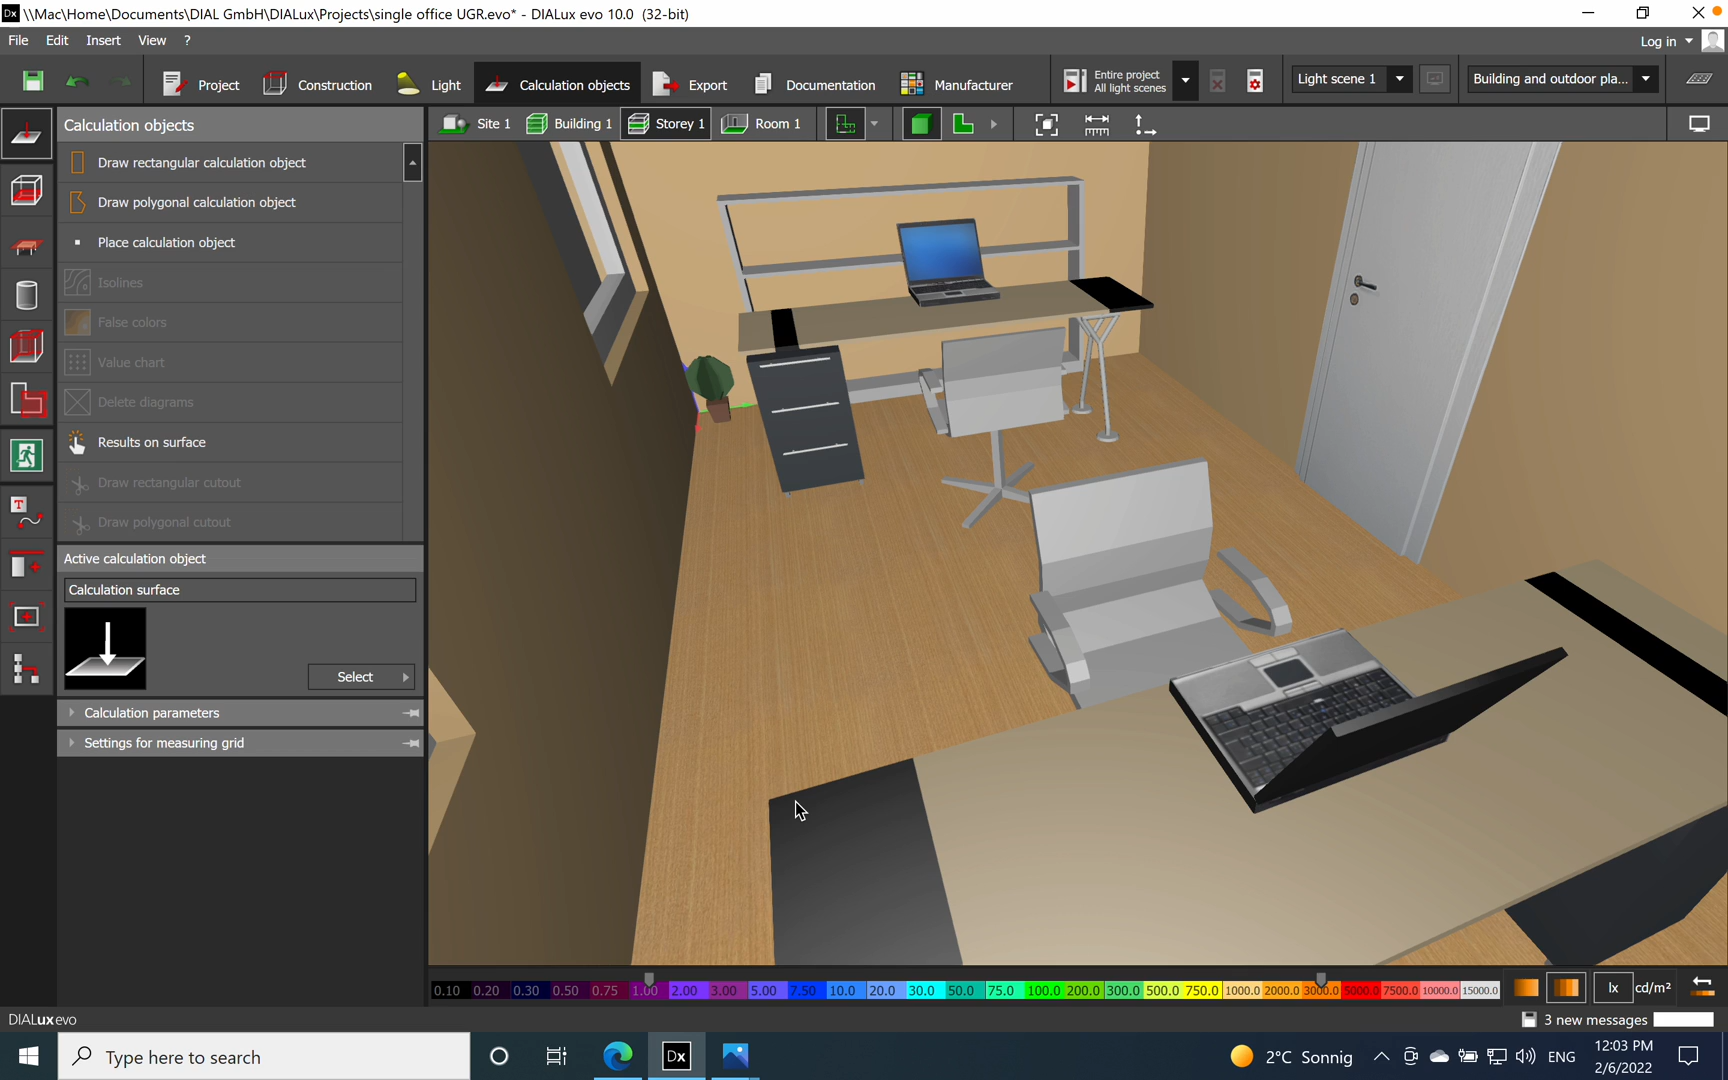 Dx \\Mac\Home\Documents\DIAL GmbH\DIALux\Projects\single office UGR.evo* - DIALux evo 10.0 (32-bit)
File Edit Insert View ? Log in
Project Construction Light Calculation objects Export Documentation Manufacturer Entire project
All light scenes Light scene 1 Building and outdoor pla...
Calculation objects
Site 1 Building 1 Storey 1 Room 1
Draw rectangular calculation object
Draw polygonal calculation object
Place calculation object
Isolines
False colors
Value chart
Delete diagrams
Results on surface
Draw rectangular cutout
Draw polygonal cutout
Active calculation object
Calculation surface
Select
Calculation parameters
Settings for measuring grid
0.10 0.20 0.30 0.50 0.75 1.00 2.00 3.00 5.00 7.50 10.0 20.0 30.0 50.0 75.0 100.0 200.0 300.0 500.0 750.0 1000.0 2000.0 3000.0 5000.0 7500.0 10000.0 15000.0 lx cd/m²
DIALux evo 3 new messages
Type here to search Dx 2°C Sonnig ENG 12:03 PM
2/6/2022